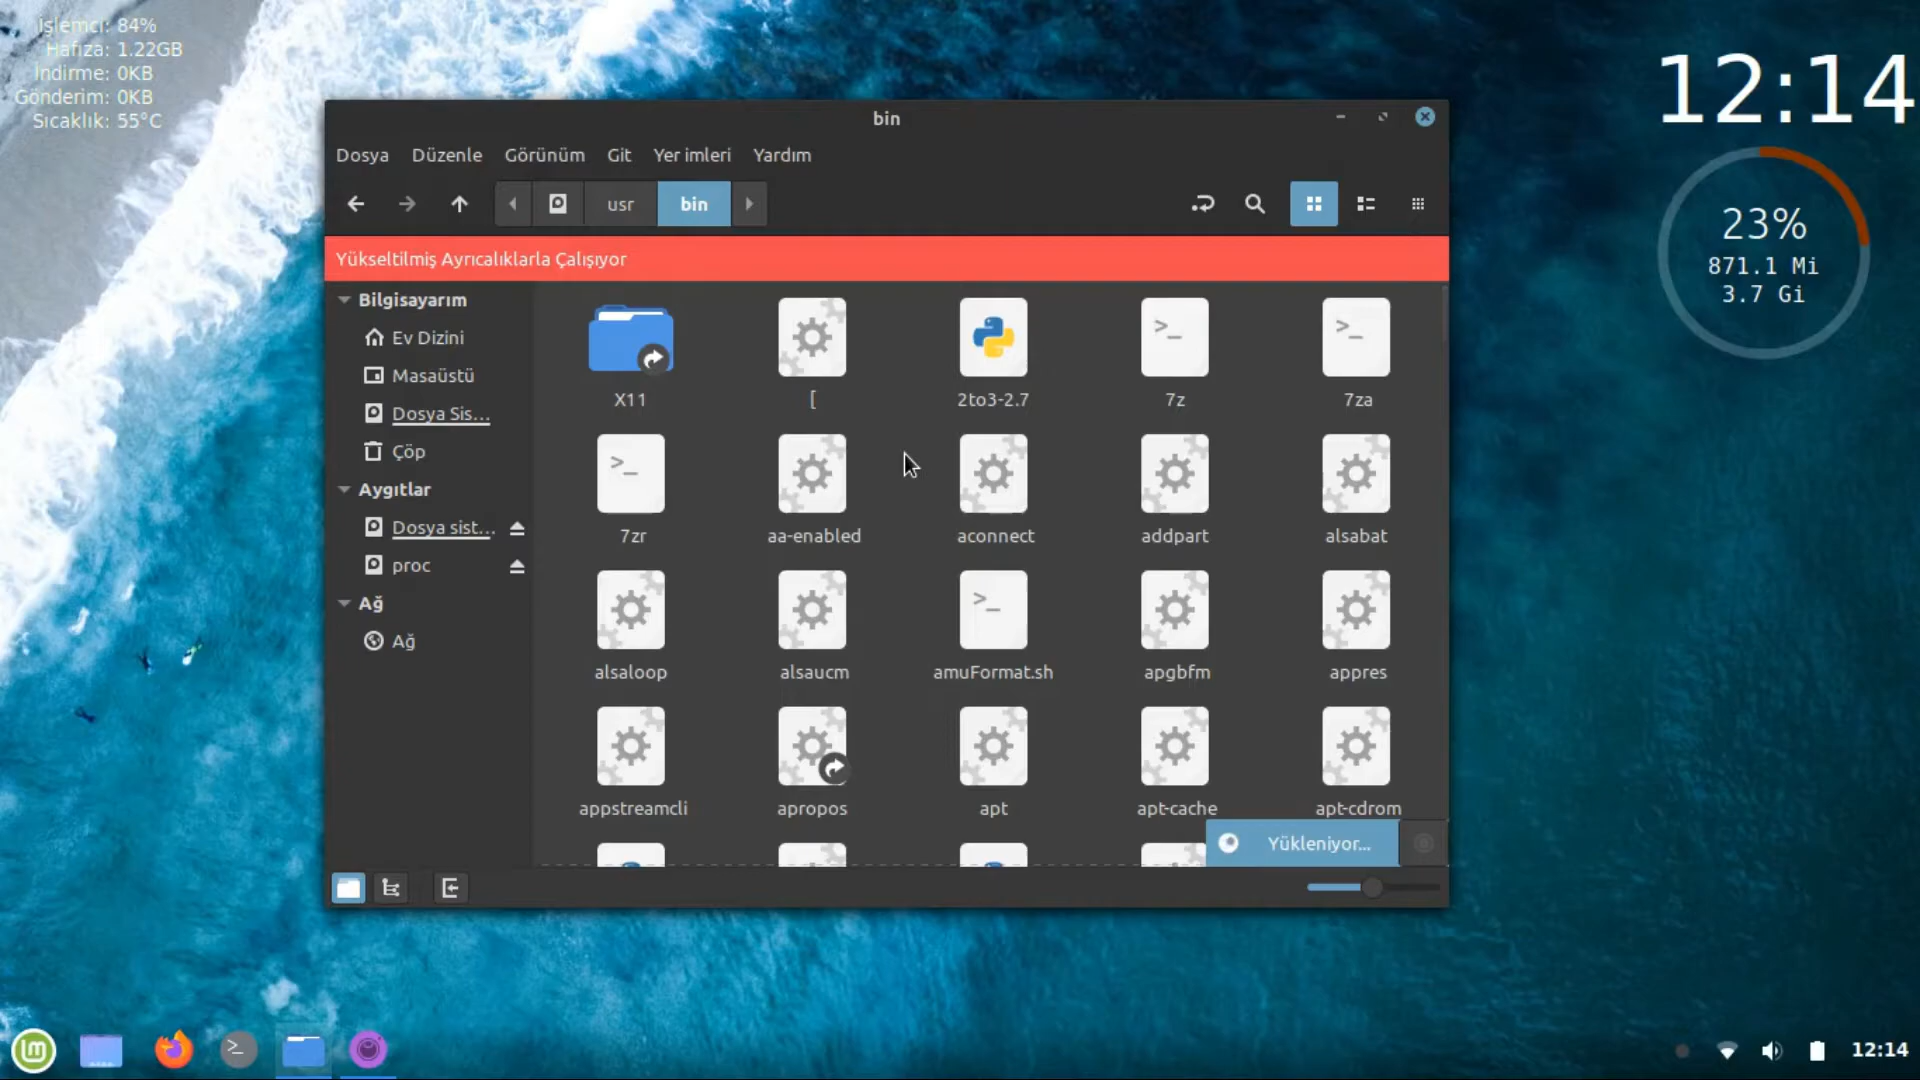 İşlemci: 84%
Hafıza: 1.22GB
İndirme: 0KB
Gönderim: 0KB
Sıcaklık: 55°C
12:14
23%
871.1 Mi
3.7 Gi
bin
Dosya Düzenle Görünüm Git Yer imleri Yardım
usr bin
Yükseltilmiş Ayrıcalıklarla Çalışıyor
Bilgisayarım
Ev Dizini
Masaüstü
Dosya Sis...
Çöp
Aygıtlar
Dosya sist...
proc
Ağ
Ağ
X11 [ 2to3-2.7 7z 7za
7zr aa-enabled aconnect addpart alsabat
alsaloop alsaucm amuFormat.sh apgbfm appres
appstreamcli apropos apt apt-cache apt-cdrom
Yükleniyor...
12:14